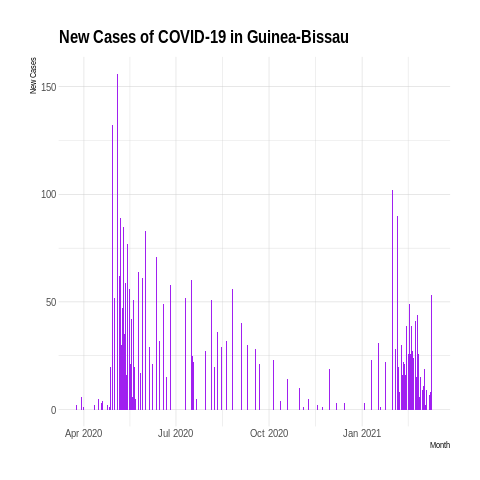 New Cases of COVID-19 in Guinea-Bissau
New Cases
150
100
50
0
Apr 2020
Jul 2020
Oct 2020
Jan 2021
Month